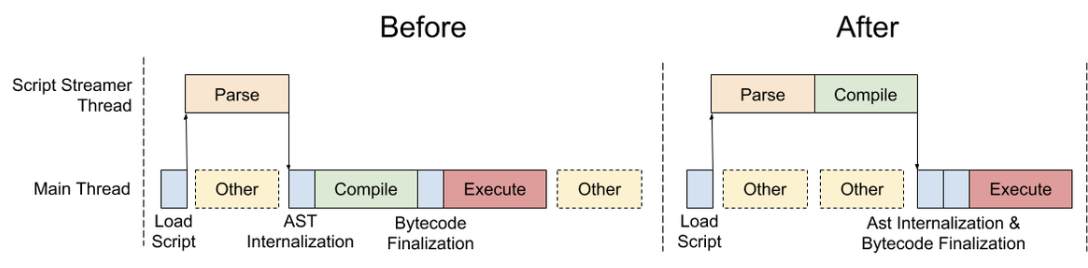 Before
After
Script Streamer
Thread
Parse
Parse
Compile
Main Thread
Other
Compile
Execute
Other
Other
Other
Execute
Load
Script
AST
Internalization
Bytecode
Finalization
Load
Script
Ast Internalization &
Bytecode Finalization